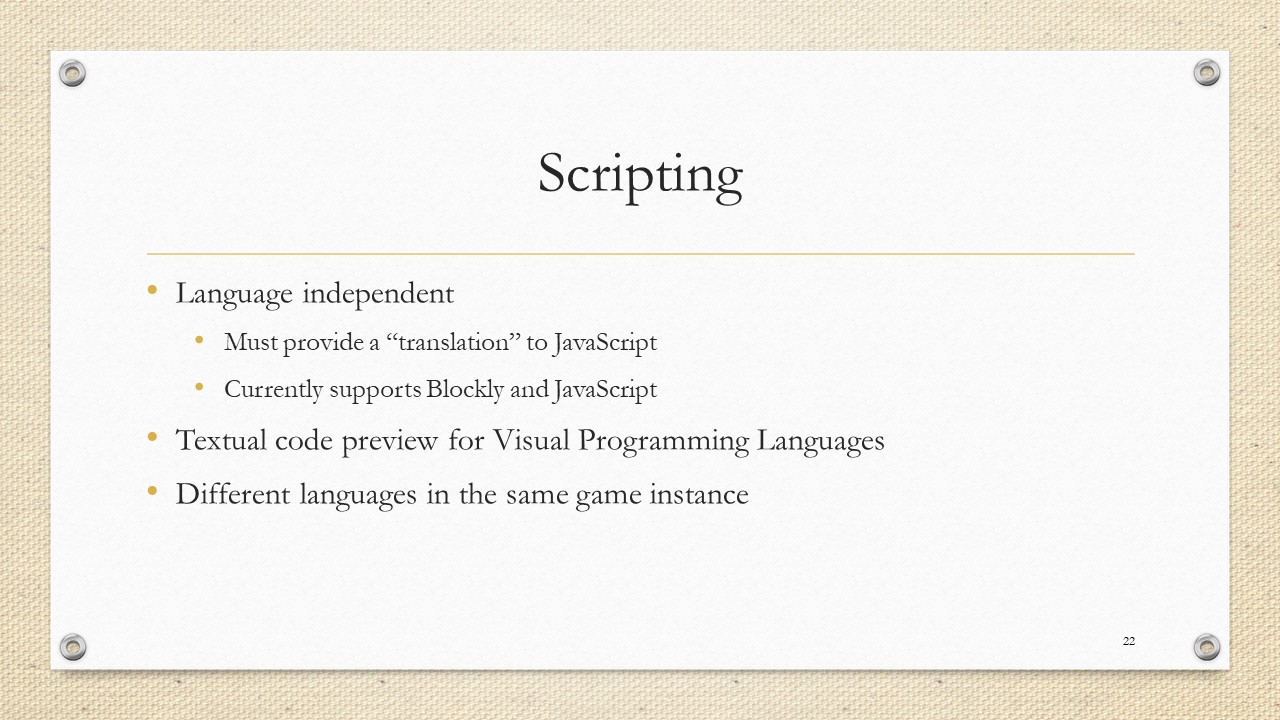 Scripting
• Language independent
• Must provide a “translation” to JavaScript
• Currently supports Blockly and JavaScript
• Textual code preview for Visual Programming Languages
• Different languages in the same game instance
22